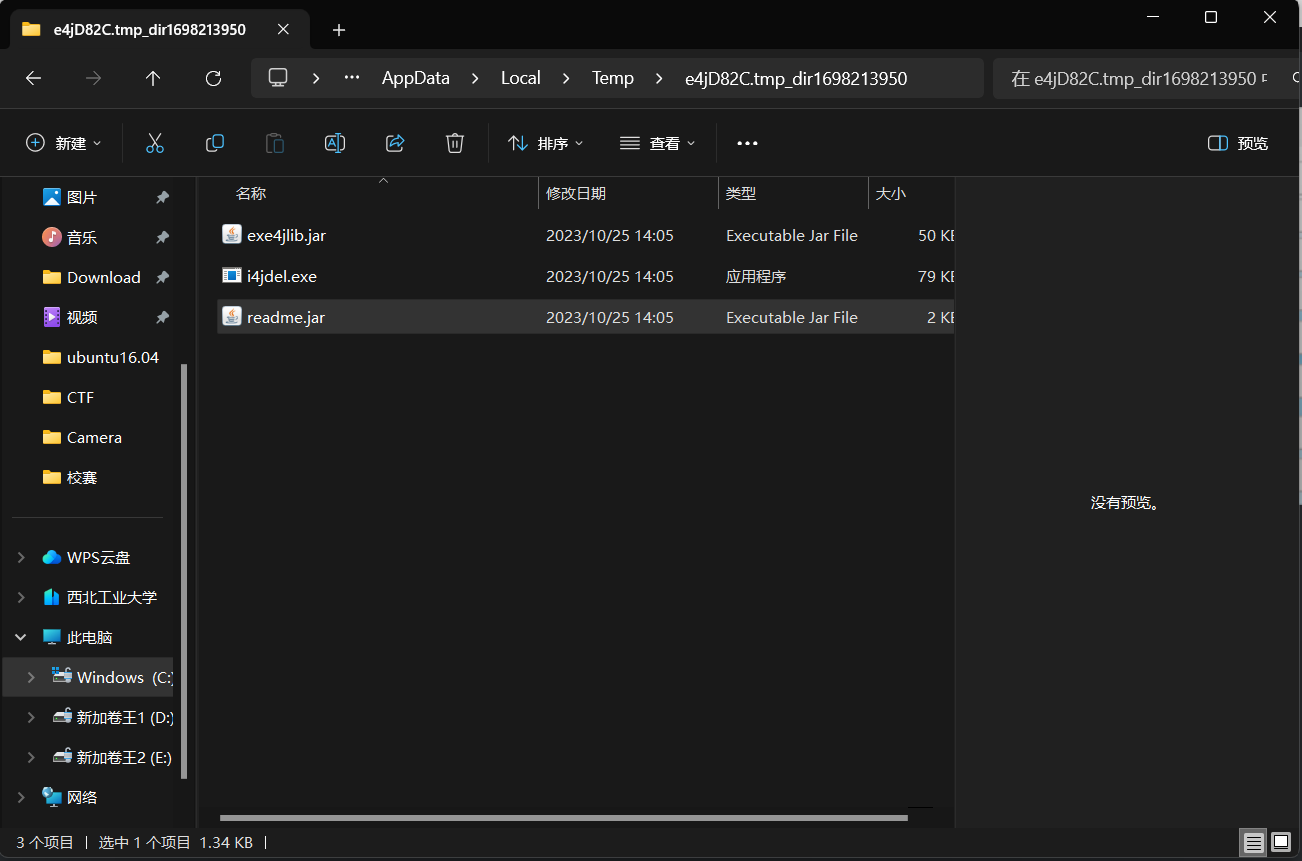 e4jD82C.tmp_dir1698213950
AppData Local Temp e4jD82C.tmp_dir1698213950
在 e4jD82C.tmp_dir1698213950
新建 排序 查看 预览
名称 修改日期 类型 大小
图片
音乐
Download
视频
ubuntu16.04
CTF
Camera
校赛
WPS云盘
西北工业大学
此电脑
Windows (C:)
新加卷王1 (D:)
新加卷王2 (E:)
网络
exe4jlib.jar 2023/10/25 14:05 Executable Jar File 50 KB
i4jdel.exe 2023/10/25 14:05 应用程序 79 KB
readme.jar 2023/10/25 14:05 Executable Jar File 2 KB
没有预览。
3 个项目 选中 1 个项目 1.34 KB